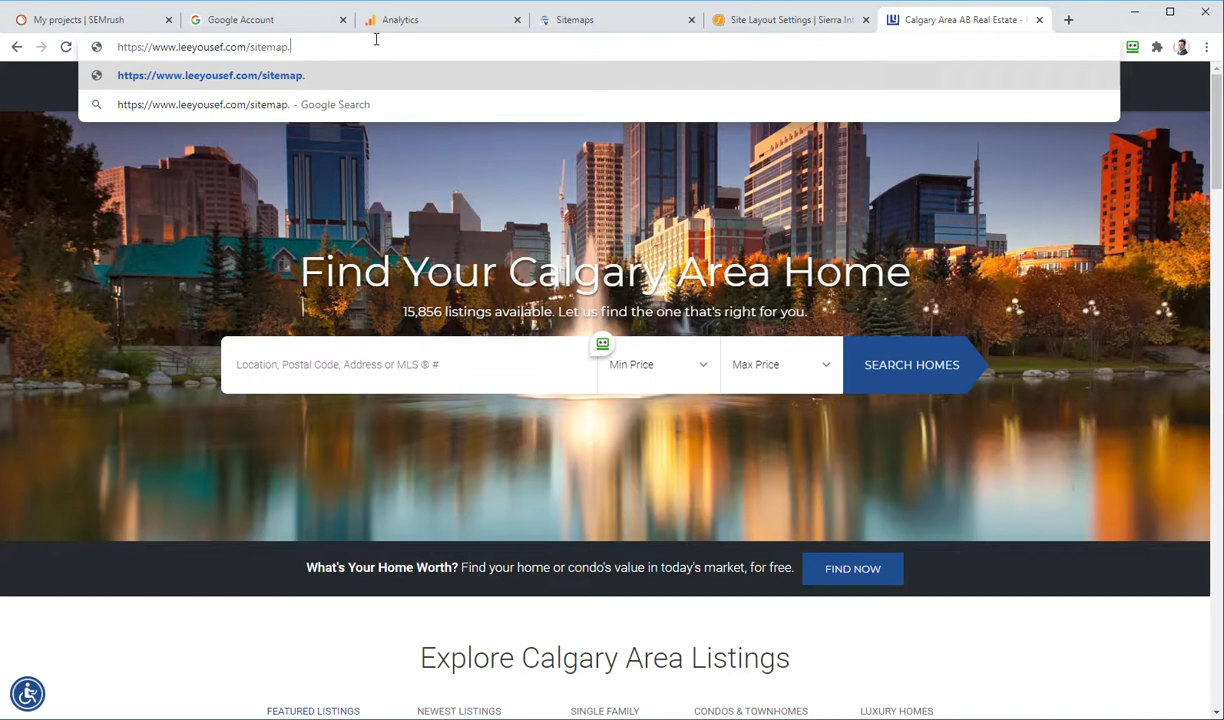 My projects | SEMrush
Google Account
Analytics
Sitemaps
Site Layout Settings | Sierra Int
Calgary Area AB Real Estate -
https://www.leeyousef.com/sitemap.
https://www.leeyousef.com/sitemap.
https://www.leeyousef.com/sitemap. - Google Search
Find Your Calgary Area Home
15,856 listings available. Let us find the one that's right for you.
Location, Postal Code, Address or MLS ® #
Min Price
Max Price
SEARCH HOMES
What's Your Home Worth? Find your home or condo's value in today's market, for free.
FIND NOW
Explore Calgary Area Listings
FEATURED LISTINGS
NEWEST LISTINGS
SINGLE FAMILY
CONDOS & TOWNHOMES
LUXURY HOMES